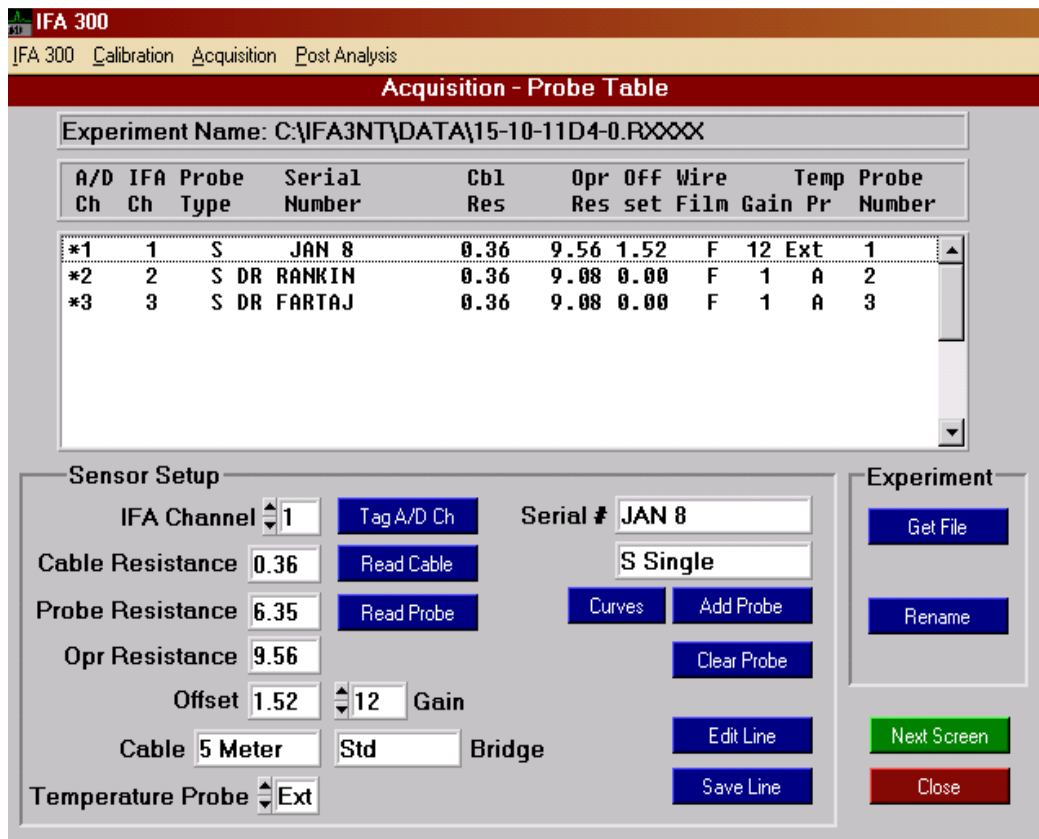 IFA 300
IFA 300 Calibration Acquisition Post Analysis
Acquisition - Probe Table
Experiment Name: C:\IFA3NT\DATA\15-10-11D4-0.RXXXX
A/D IFA Probe Serial Cbl Opr Off Wire Temp Probe
Ch Ch Type Number Res Res set Film Gain Pr Number
*1 1 S JAN 8 0.36 9.56 1.52 F 12 Ext 1
*2 2 S DR RANKIN 0.36 9.08 0.00 F 1 A 2
*3 3 S DR FARTAJ 0.36 9.08 0.00 F 1 A 3
Sensor Setup
IFA Channel 1 Tag A/D Ch
Cable Resistance 0.36 Read Cable
Probe Resistance 6.35 Read Probe
Opr Resistance 9.56
Offset 1.52 12 Gain
Cable 5 Meter Std Bridge
Temperature Probe Ext
Serial # JAN 8
S Single
Curves Add Probe
Clear Probe
Edit Line
Save Line
Experiment
Get File
Rename
Next Screen
Close